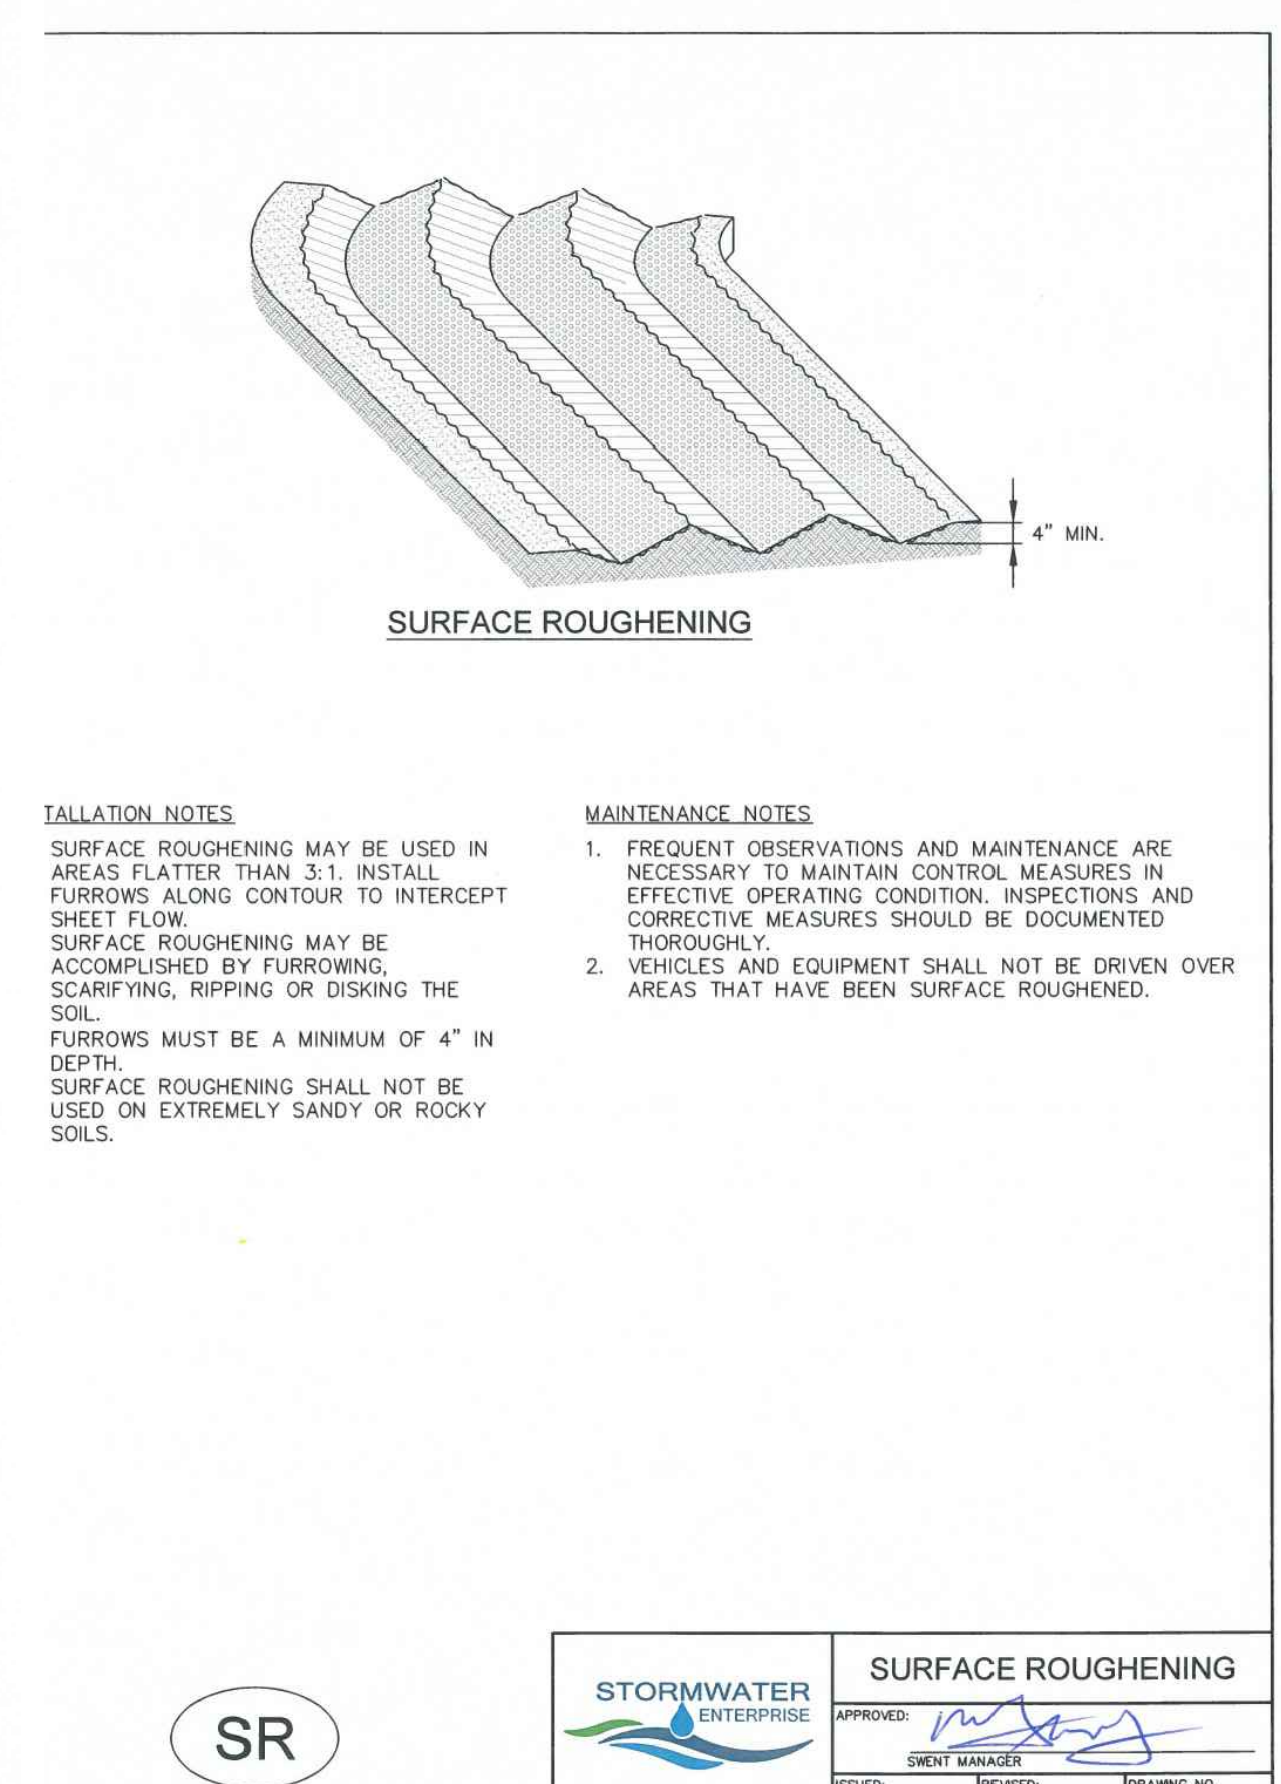 4" MIN.
SURFACE ROUGHENING
TALLATION NOTES
SURFACE ROUGHENING MAY BE USED IN
AREAS FLATTER THAN 3:1. INSTALL
FURROWS ALONG CONTOUR TO INTERCEPT
SHEET FLOW.
SURFACE ROUGHENING MAY BE
ACCOMPLISHED BY FURROWING,
SCARIFYING, RIPPING OR DISKING THE
SOIL.
FURROWS MUST BE A MINIMUM OF 4" IN
DEPTH.
SURFACE ROUGHENING SHALL NOT BE
USED ON EXTREMELY SANDY OR ROCKY
SOILS.
MAINTENANCE NOTES
1. FREQUENT OBSERVATIONS AND MAINTENANCE ARE
NECESSARY TO MAINTAIN CONTROL MEASURES IN
EFFECTIVE OPERATING CONDITION. INSPECTIONS AND
CORRECTIVE MEASURES SHOULD BE DOCUMENTED
THOROUGHLY.
2. VEHICLES AND EQUIPMENT SHALL NOT BE DRIVEN OVER
AREAS THAT HAVE BEEN SURFACE ROUGHENED.
SR
STORMWATER
ENTERPRISE
SURFACE ROUGHENING
APPROVED:
SWENT MANAGER
ISSUED: REVISED: DRAWING NO.